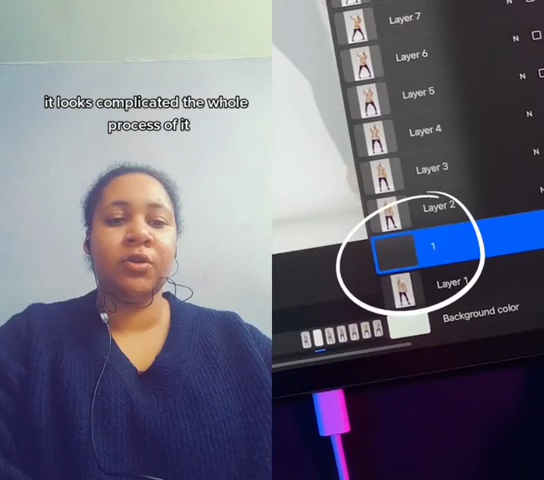 it looks complicated the whole
process of it
Layer 7
N
Layer 6
N
Layer 5
N
Layer 4
N
Layer 3
N
Layer 2
N
1
Layer 1
Background color